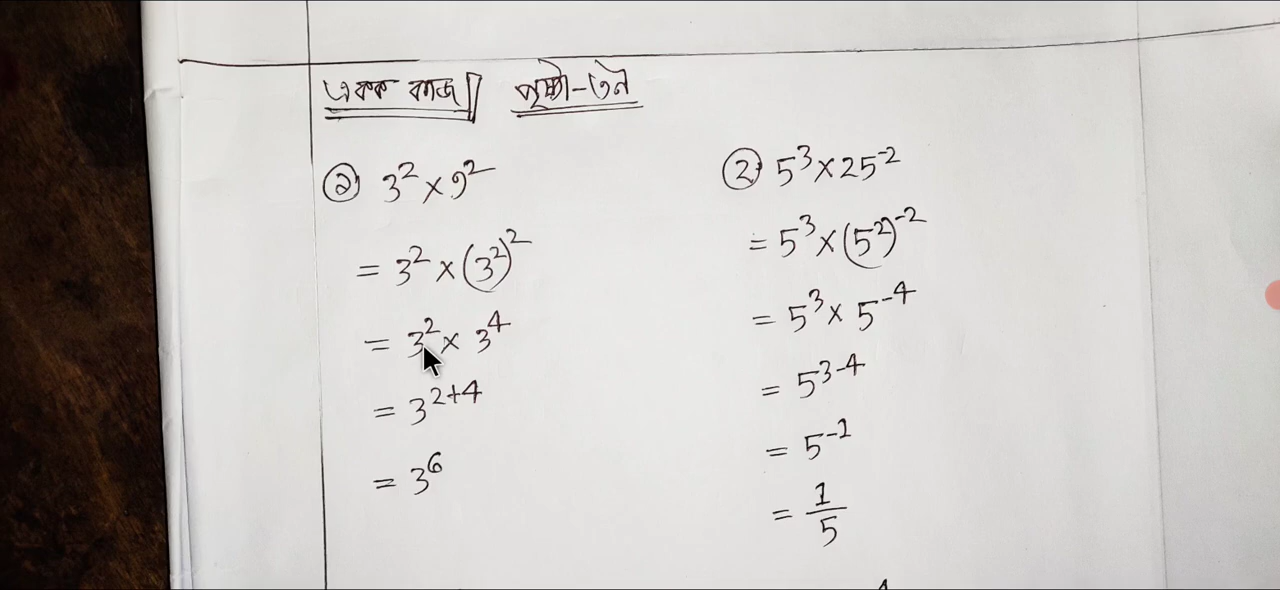 একক কাজ|| পৃষ্ঠা-৩৯
① 3² × 9²
= 3² × (3²)²
= 3² × 3⁴
= 3²⁺⁴
= 3⁶
② 5³ × 25⁻²
= 5³ × (5²)⁻²
= 5³ × 5⁻⁴
= 5³⁻⁴
= 5⁻¹
= 1/5